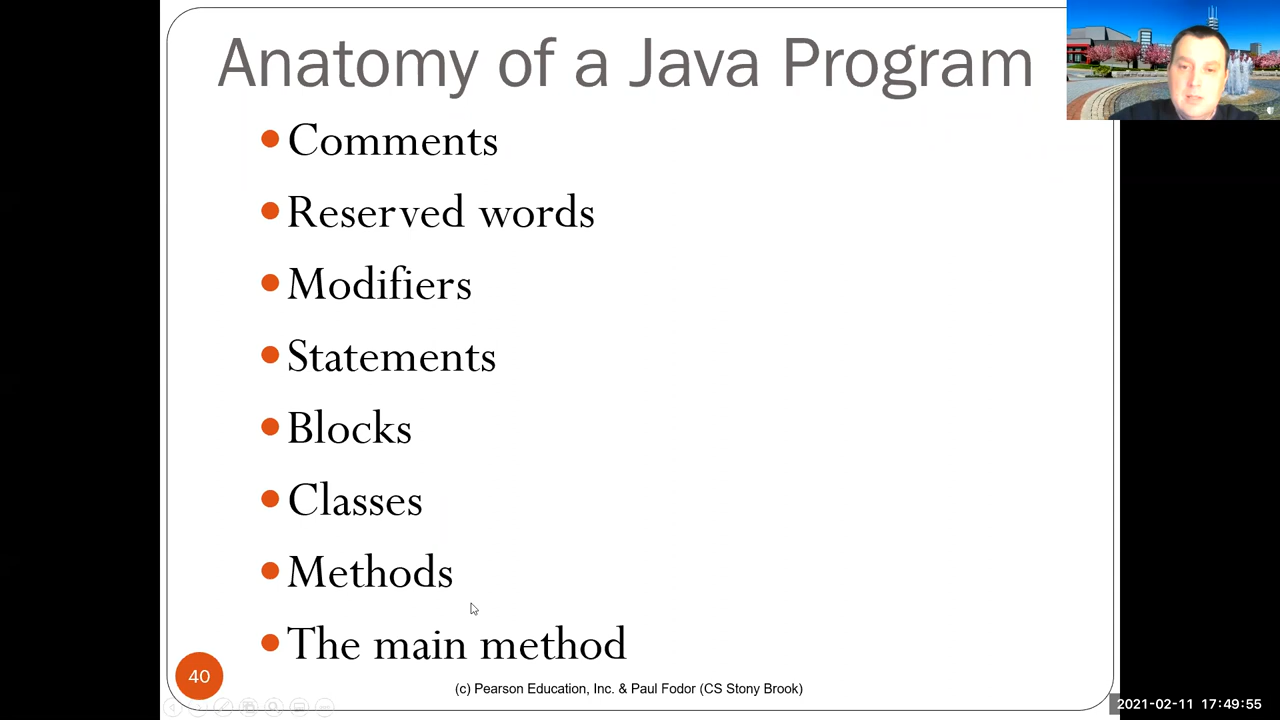 Anatomy of a Java Program
Comments
Reserved words
Modifiers
Statements
Blocks
Classes
Methods
The main method
40
(c) Pearson Education, Inc. & Paul Fodor (CS Stony Brook)
2021-02-11 17:49:55